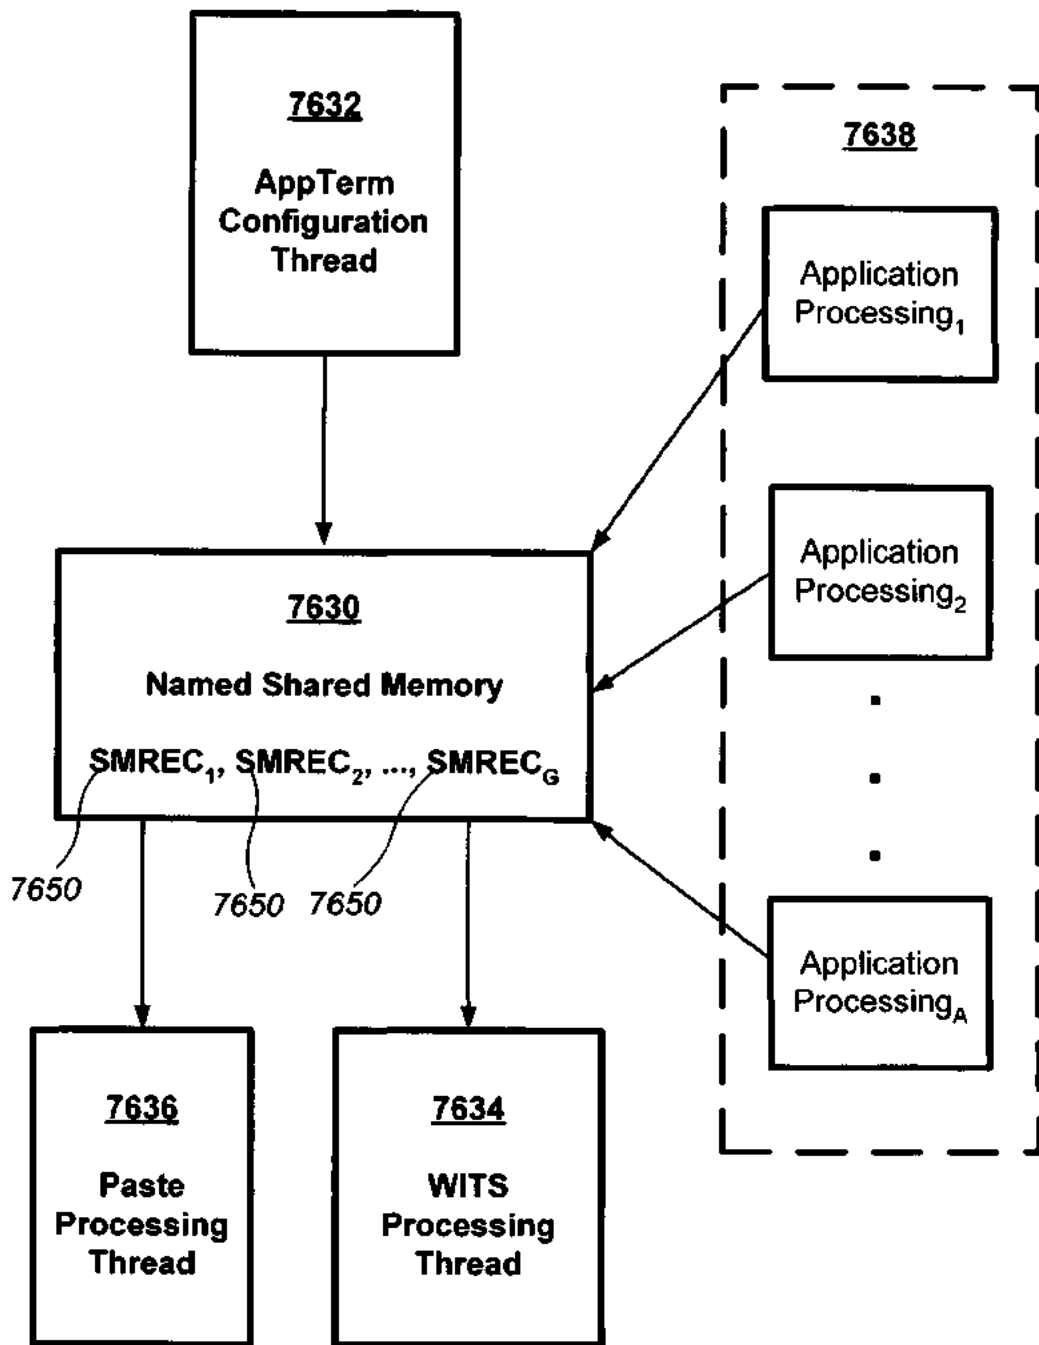 7632
AppTerm
Configuration
Thread
7638
Application
Processing1
Application
Processing2
.
.
.
Application
ProcessingA
7630
Named Shared Memory
SMREC1, SMREC2, ..., SMRECG
7650
7650
7650
7636
Paste
Processing
Thread
7634
WITS
Processing
Thread